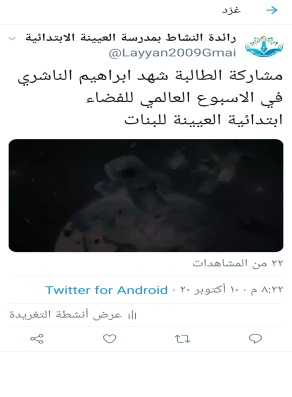 غرّد
رائدة النشاط بمدرسة العيينة الابتدائية
@Layyan2009Gmai
مشاركة الطالبة شهد ابراهيم الناشري
في الاسبوع العالمي للفضاء
ابتدائية العيينة للبنات
٢٢ من المشاهدات
٨:٢٢ م · ١٠ أكتوبر ٢٠ · Twitter for Android
عرض أنشطة التغريدة